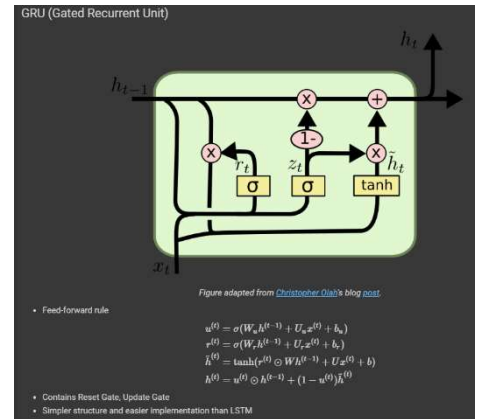 GRU (Gated Recurrent Unit)
h_t
h_{t-1}
x 1- x + x
r_t z_t h̃_t
σ σ tanh
x_t
Figure adapted from Christopher Olah's blog post.
• Feed-forward rule
u^{(t)} = σ(W_u h^{(t-1)} + U_u x^{(t)} + b_u)
r^{(t)} = σ(W_r h^{(t-1)} + U_r x^{(t)} + b_r)
h̃^{(t)} = tanh(r^{(t)} ⊙ W h^{(t-1)} + U x^{(t)} + b)
h^{(t)} = u^{(t)} ⊙ h^{(t-1)} + (1 − u^{(t)}) h̃^{(t)}
• Contains Reset Gate, Update Gate
• Simpler structure and easier implementation than LSTM